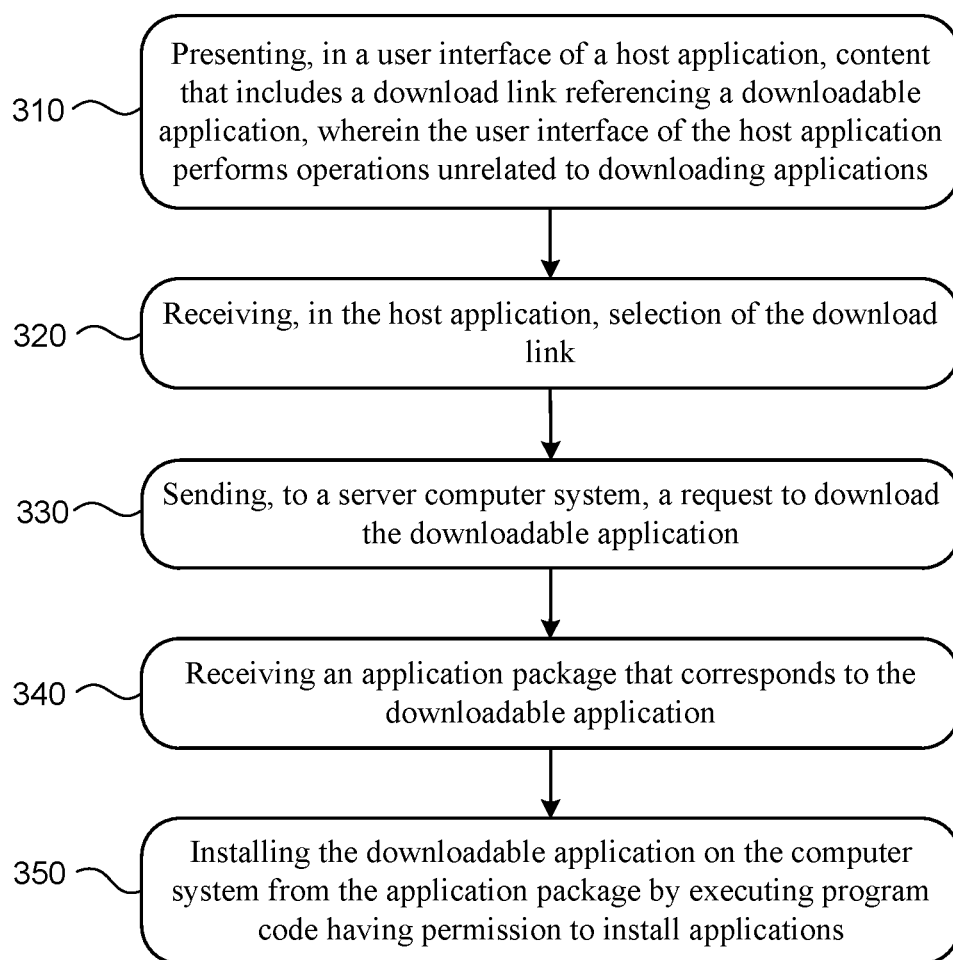 310
Presenting, in a user interface of a host application, content
that includes a download link referencing a downloadable
application, wherein the user interface of the host application
performs operations unrelated to downloading applications
320
Receiving, in the host application, selection of the download
link
330
Sending, to a server computer system, a request to download
the downloadable application
340
Receiving an application package that corresponds to the
downloadable application
350
Installing the downloadable application on the computer
system from the application package by executing program
code having permission to install applications